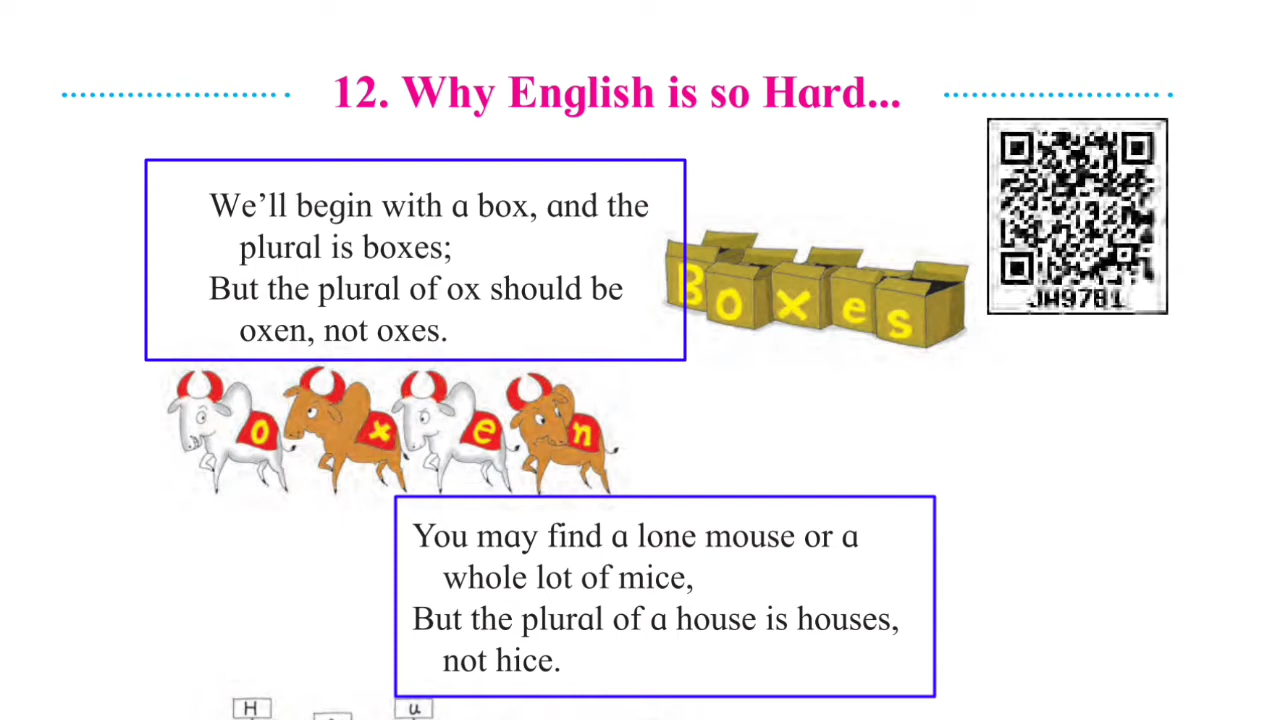 12. Why English is so Hard...
We'll begin with a box, and the
plural is boxes;
But the plural of ox should be
oxen, not oxes.
Boxes
JW9781
oxen
You may find a lone mouse or a
whole lot of mice,
But the plural of a house is houses,
not hice.
H
u